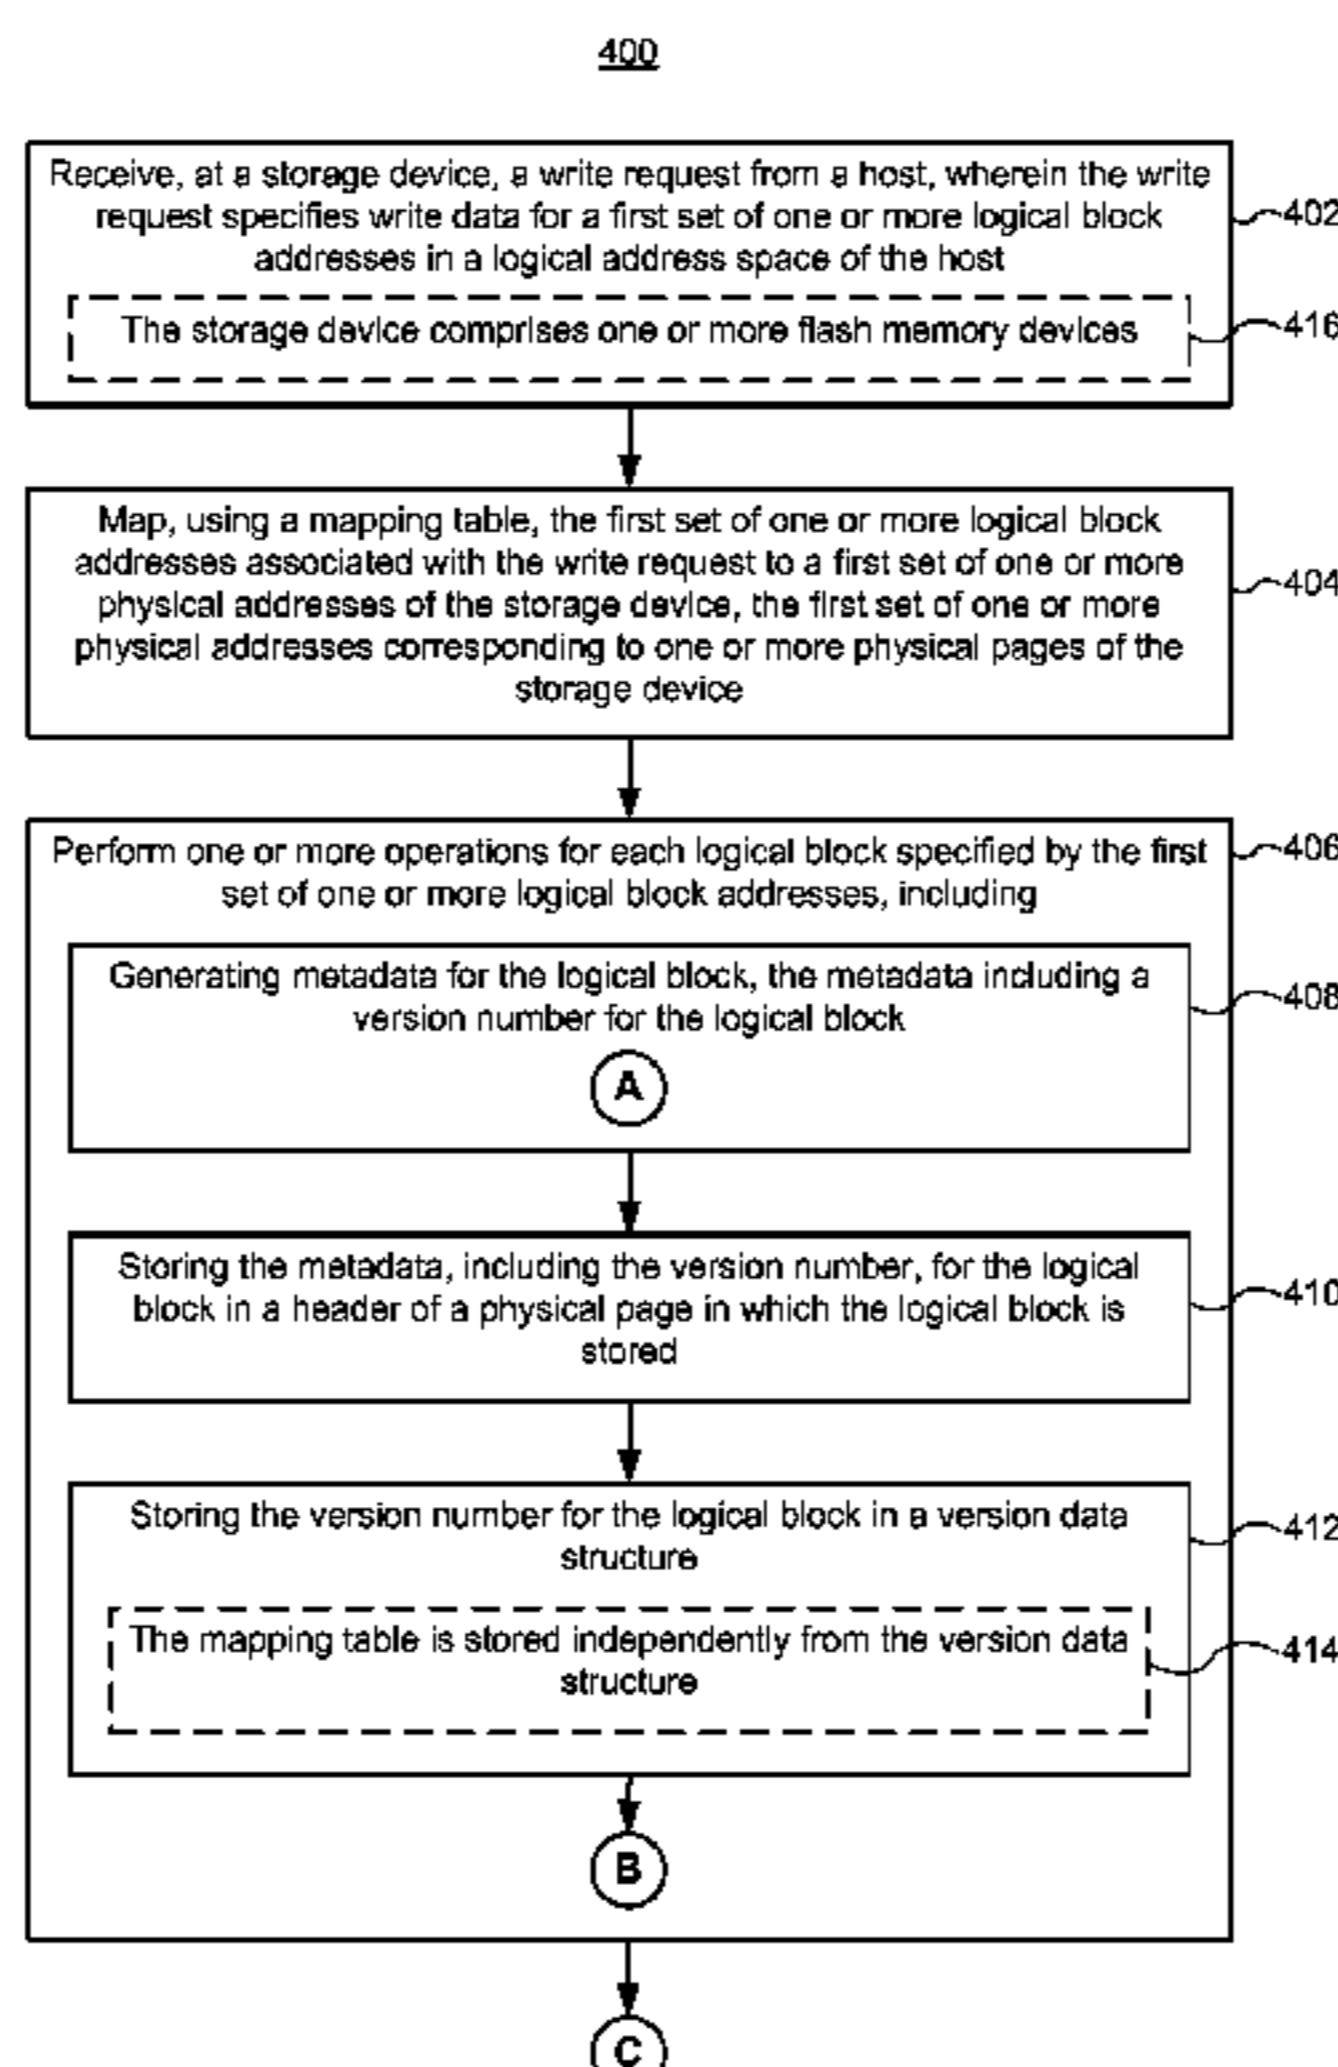 400
Receive, at a storage device, a write request from a host, wherein the write
request specifies write data for a first set of one or more logical block
addresses in a logical address space of the host
402
The storage device comprises one or more flash memory devices
416
Map, using a mapping table, the first set of one or more logical block
addresses associated with the write request to a first set of one or more
physical addresses of the storage device, the first set of one or more
physical addresses corresponding to one or more physical pages of the
storage device
404
Perform one or more operations for each logical block specified by the first
set of one or more logical block addresses, including
406
Generating metadata for the logical block, the metadata including a
version number for the logical block
408
A
Storing the metadata, including the version number, for the logical
block in a header of a physical page in which the logical block is
stored
410
Storing the version number for the logical block in a version data
structure
412
The mapping table is stored independently from the version data
structure
414
B
C